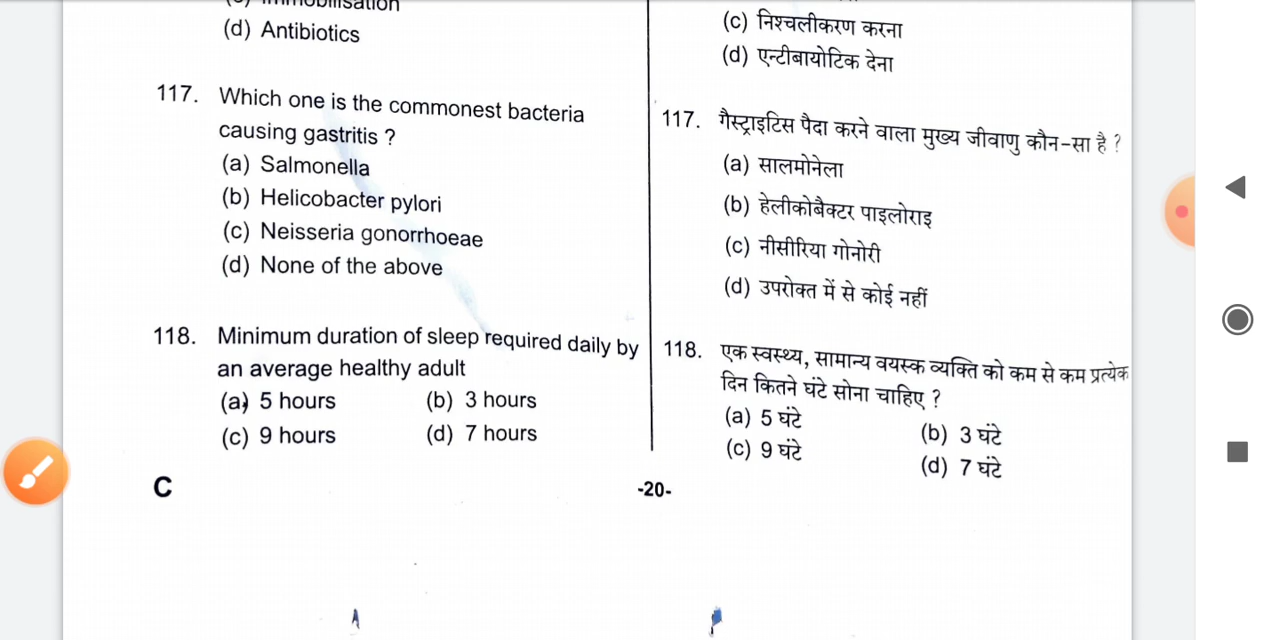 (d) Antibiotics
117. Which one is the commonest bacteria
causing gastritis ?
(a) Salmonella
(b) Helicobacter pylori
(c) Neisseria gonorrhoeae
(d) None of the above
118. Minimum duration of sleep required daily by
an average healthy adult
(a) 5 hours (b) 3 hours
(c) 9 hours (d) 7 hours
C
(c) निश्चलीकरण करना
(d) एन्टीबायोटिक देना
117. गैस्ट्राइटिस पैदा करने वाला मुख्य जीवाणु कौन-सा है ?
(a) सालमोनेला
(b) हेलीकोबैक्टर पाइलोराइ
(c) नीसीरिया गोनोरी
(d) उपरोक्त में से कोई नहीं
118. एक स्वस्थ्य, सामान्य वयस्क व्यक्ति को कम से कम प्रत्येक
दिन कितने घंटे सोना चाहिए ?
(a) 5 घंटे (b) 3 घंटे
(c) 9 घंटे (d) 7 घंटे
-20-